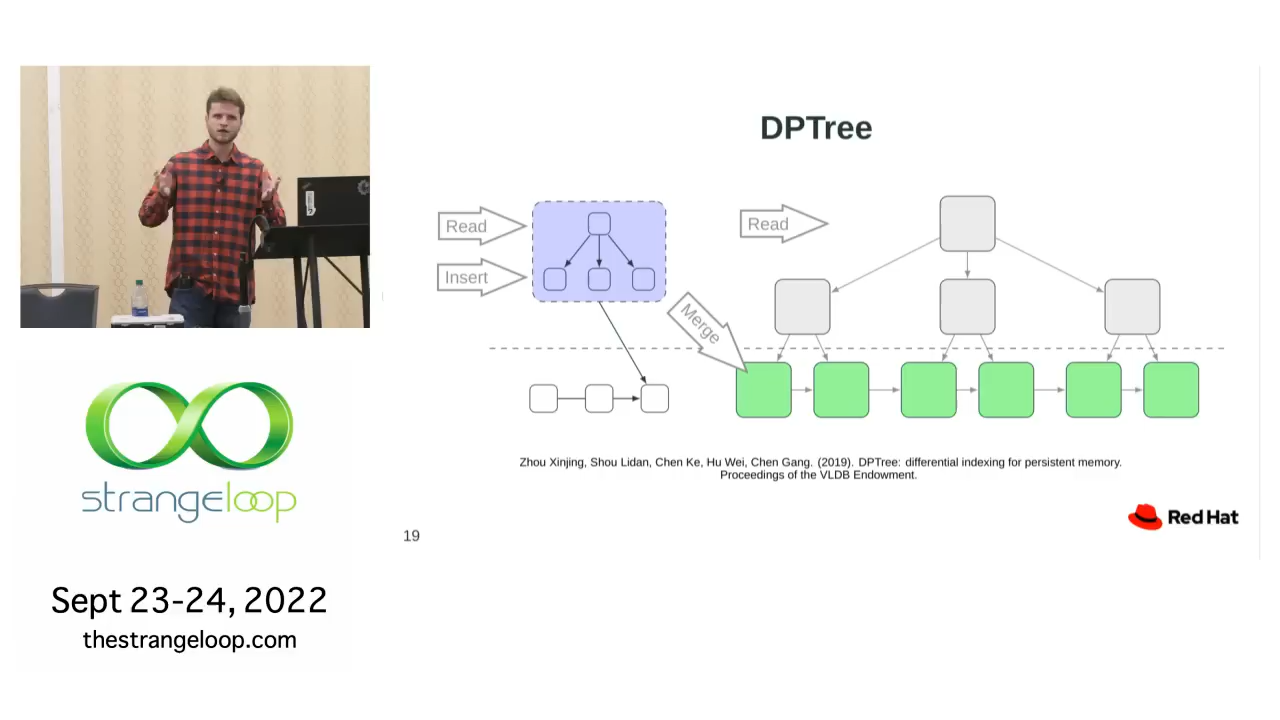 DPTree
Read
Insert
Read
Merge
Zhou Xinjing, Shou Lidan, Chen Ke, Hu Wei, Chen Gang. (2019). DPTree: differential indexing for persistent memory.
Proceedings of the VLDB Endowment.
Red Hat
19
strangeloop
Sept 23-24, 2022
thestrangeloop.com